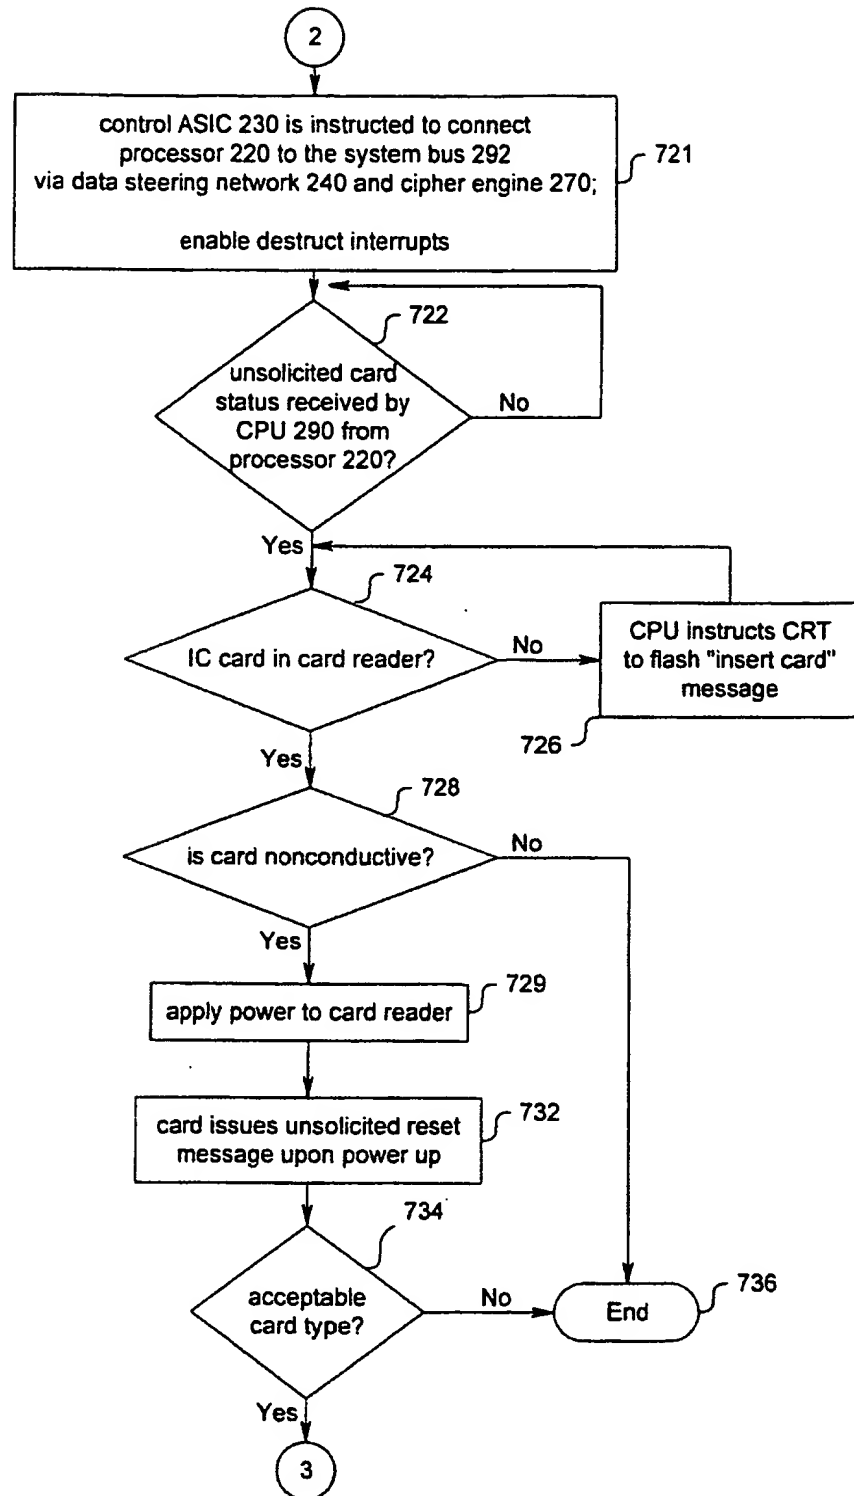 2
control ASIC 230 is instructed to connect
processor 220 to the system bus 292
via data steering network 240 and cipher engine 270;
enable destruct interrupts
721
722
unsolicited card
status received by
CPU 290 from
processor 220?
No
Yes
724
IC card in card reader?
No
CPU instructs CRT
to flash "insert card"
message
726
Yes
728
is card nonconductive?
No
Yes
729
apply power to card reader
732
card issues unsolicited reset
message upon power up
734
acceptable
card type?
No
End
736
Yes
3